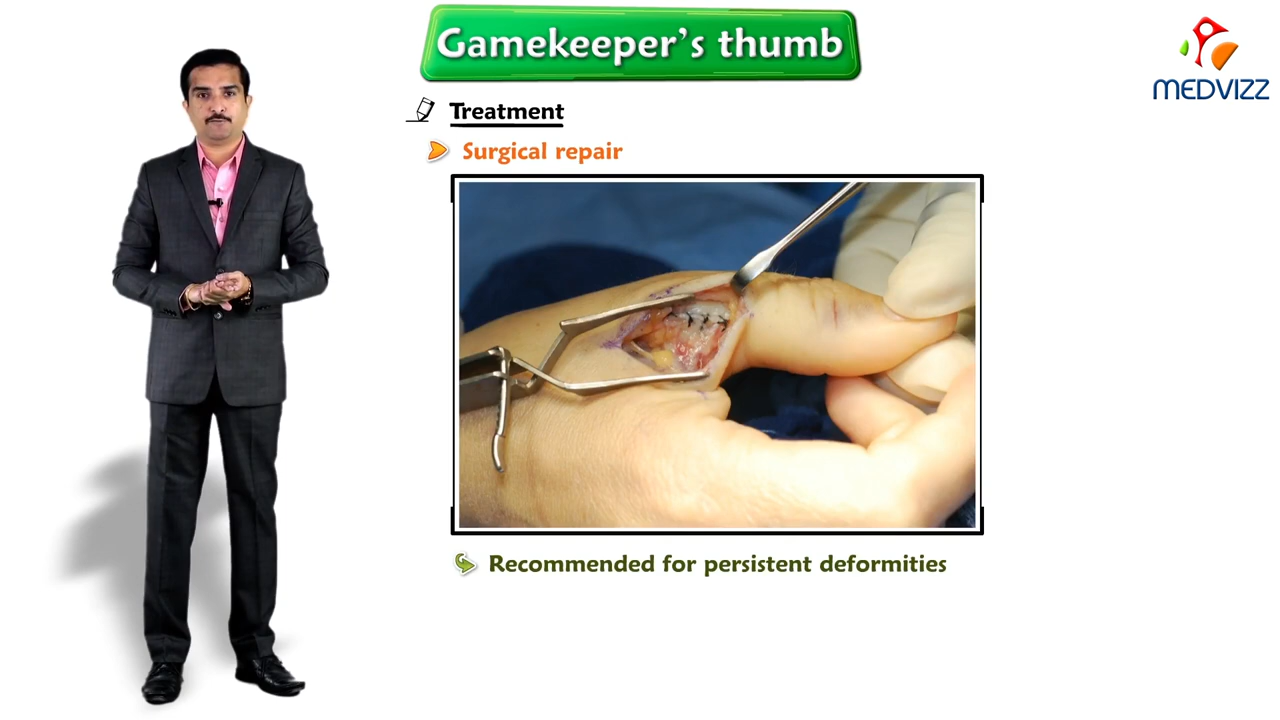 Gamekeeper's thumb
MEDVIZZ
Treatment
Surgical repair
Recommended for persistent deformities